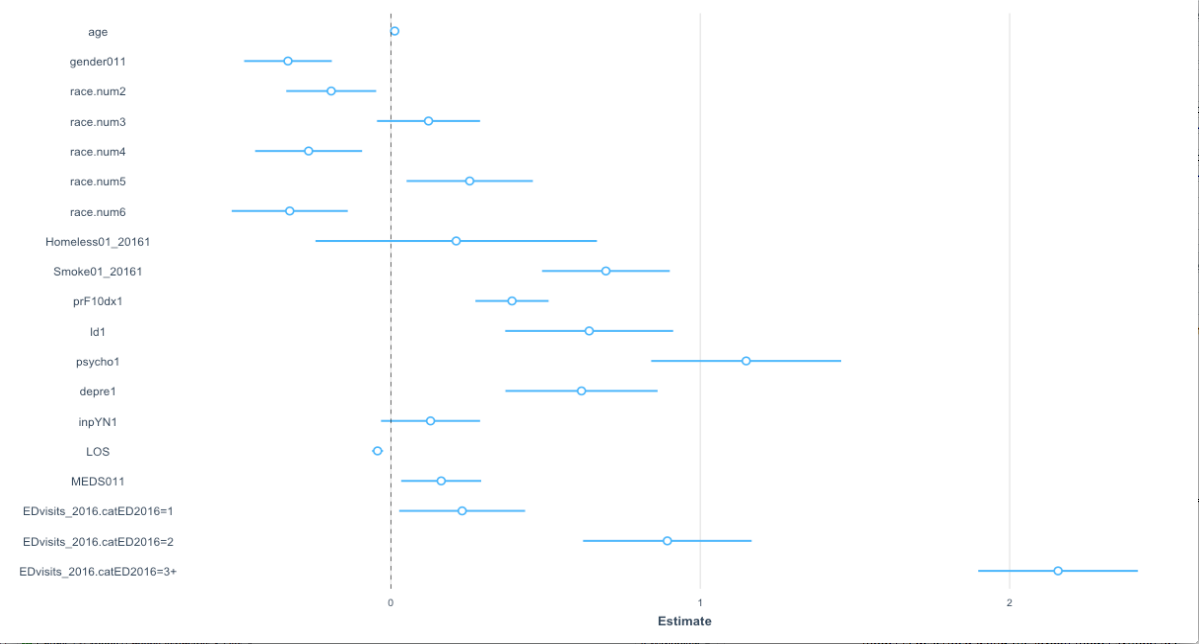 age
gender011
race.num2
race.num3
race.num4
race.num5
race.num6
Homeless01_20161
Smoke01_20161
prF10dx1
ld1
psycho1
depre1
inpYN1
LOS
MEDS011
EDvisits_2016.catED2016=1
EDvisits_2016.catED2016=2
EDvisits_2016.catED2016=3+
0 1 2
Estimate